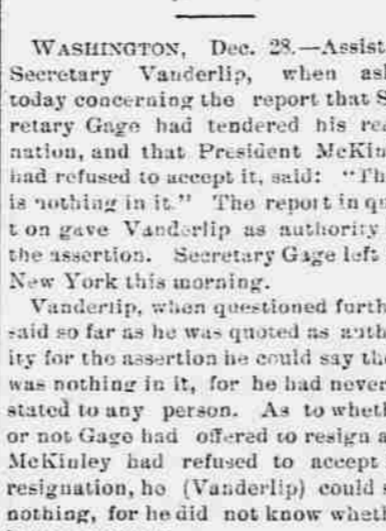 WASHINGTON, Dec. 28.—Assist
Secretary Vanderlip, when as
today concerning the report that S
retary Gage had tendered his re
nation, and that President McKin
had refused to accept it, said: "Th
is nothing in it." The report in qu
t on gave Vanderlip as authority
the assertion. Secretary Gage left
New York this morning.
Vanderlip, when questioned furth
said so far as he was quoted as auth
ity for the assertion he could say the
was nothing in it, for he had never
stated to any person. As to wheth
or not Gage had offered to resign a
McKinley had refused to accept
resignation, he (Vanderlip) could s
nothing, for he did not know wheth